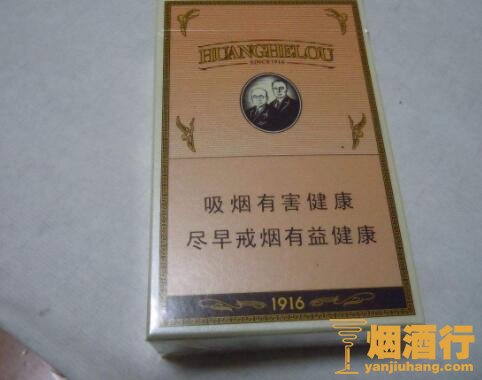 HUANGHELOU
SINCE 1916
吸烟有害健康
尽早戒烟有益健康
1916
烟酒行
yanjiuhang.com